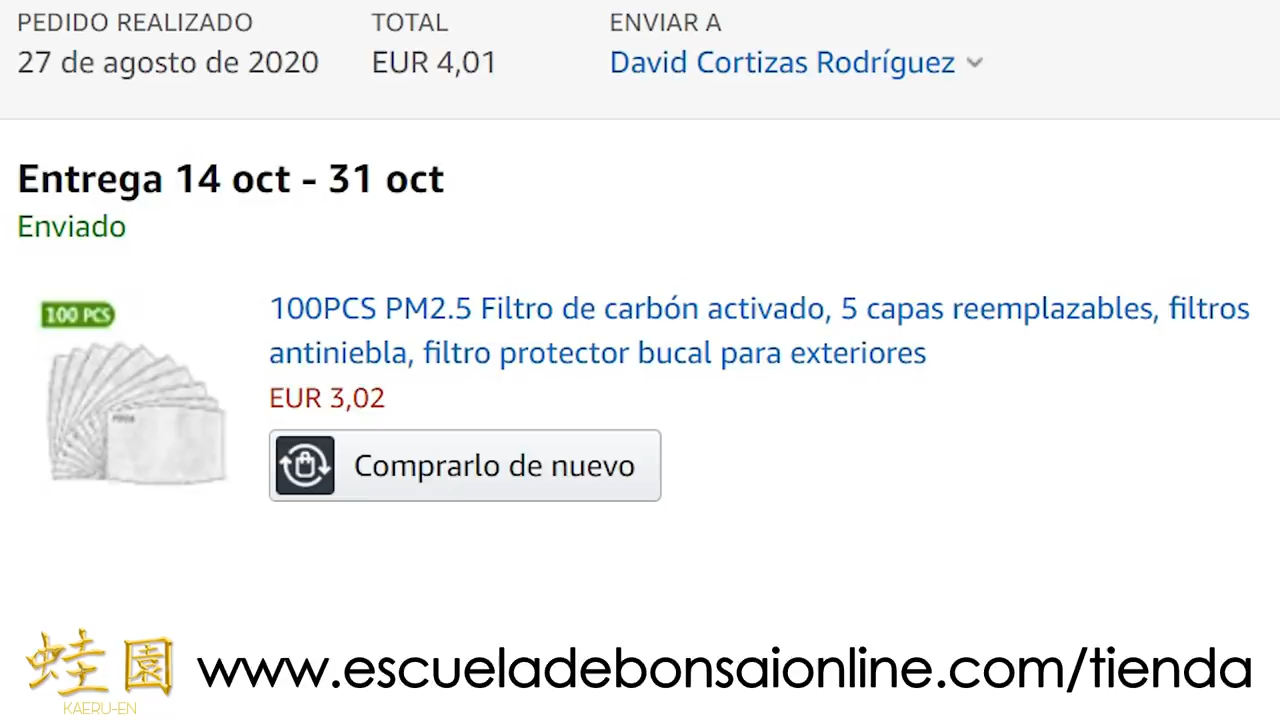 PEDIDO REALIZADO
27 de agosto de 2020
TOTAL
EUR 4,01
ENVIAR A
David Cortizas Rodríguez
Entrega 14 oct - 31 oct
Enviado
100 PCS
100PCS PM2.5 Filtro de carbón activado, 5 capas reemplazables, filtros
antiniebla, filtro protector bucal para exteriores
EUR 3,02
Comprarlo de nuevo
蛙園
KAERU-EN
www.escueladebonsaionline.com/tienda